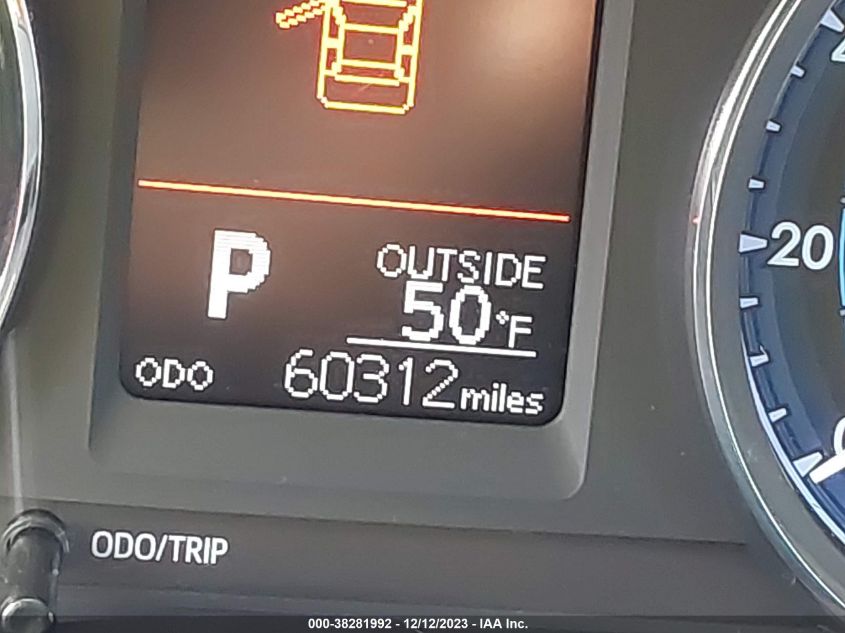 P
OUTSIDE
50°F
ODO 60312 miles
20
ODO/TRIP
000-38281992 - 12/12/2023 - IAA Inc.